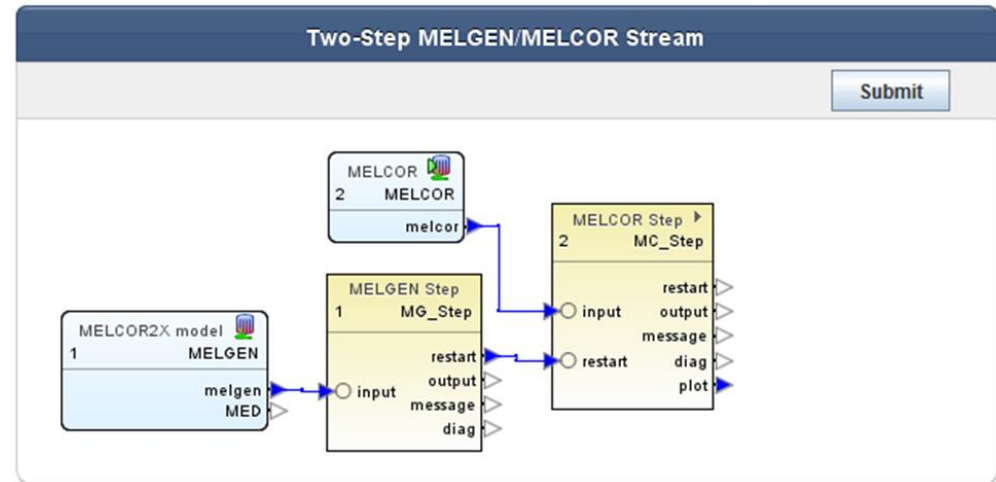 Two-Step MELGEN/MELCOR Stream
Submit
MELCOR
2 MELCOR
melcor
MELCOR Step
2 MC_Step
restart
input output
message
restart diag
plot
MELGEN Step
1 MG_Step
restart
output
input
message
diag
MELCOR2X model
1 MELGEN
melgen
MED